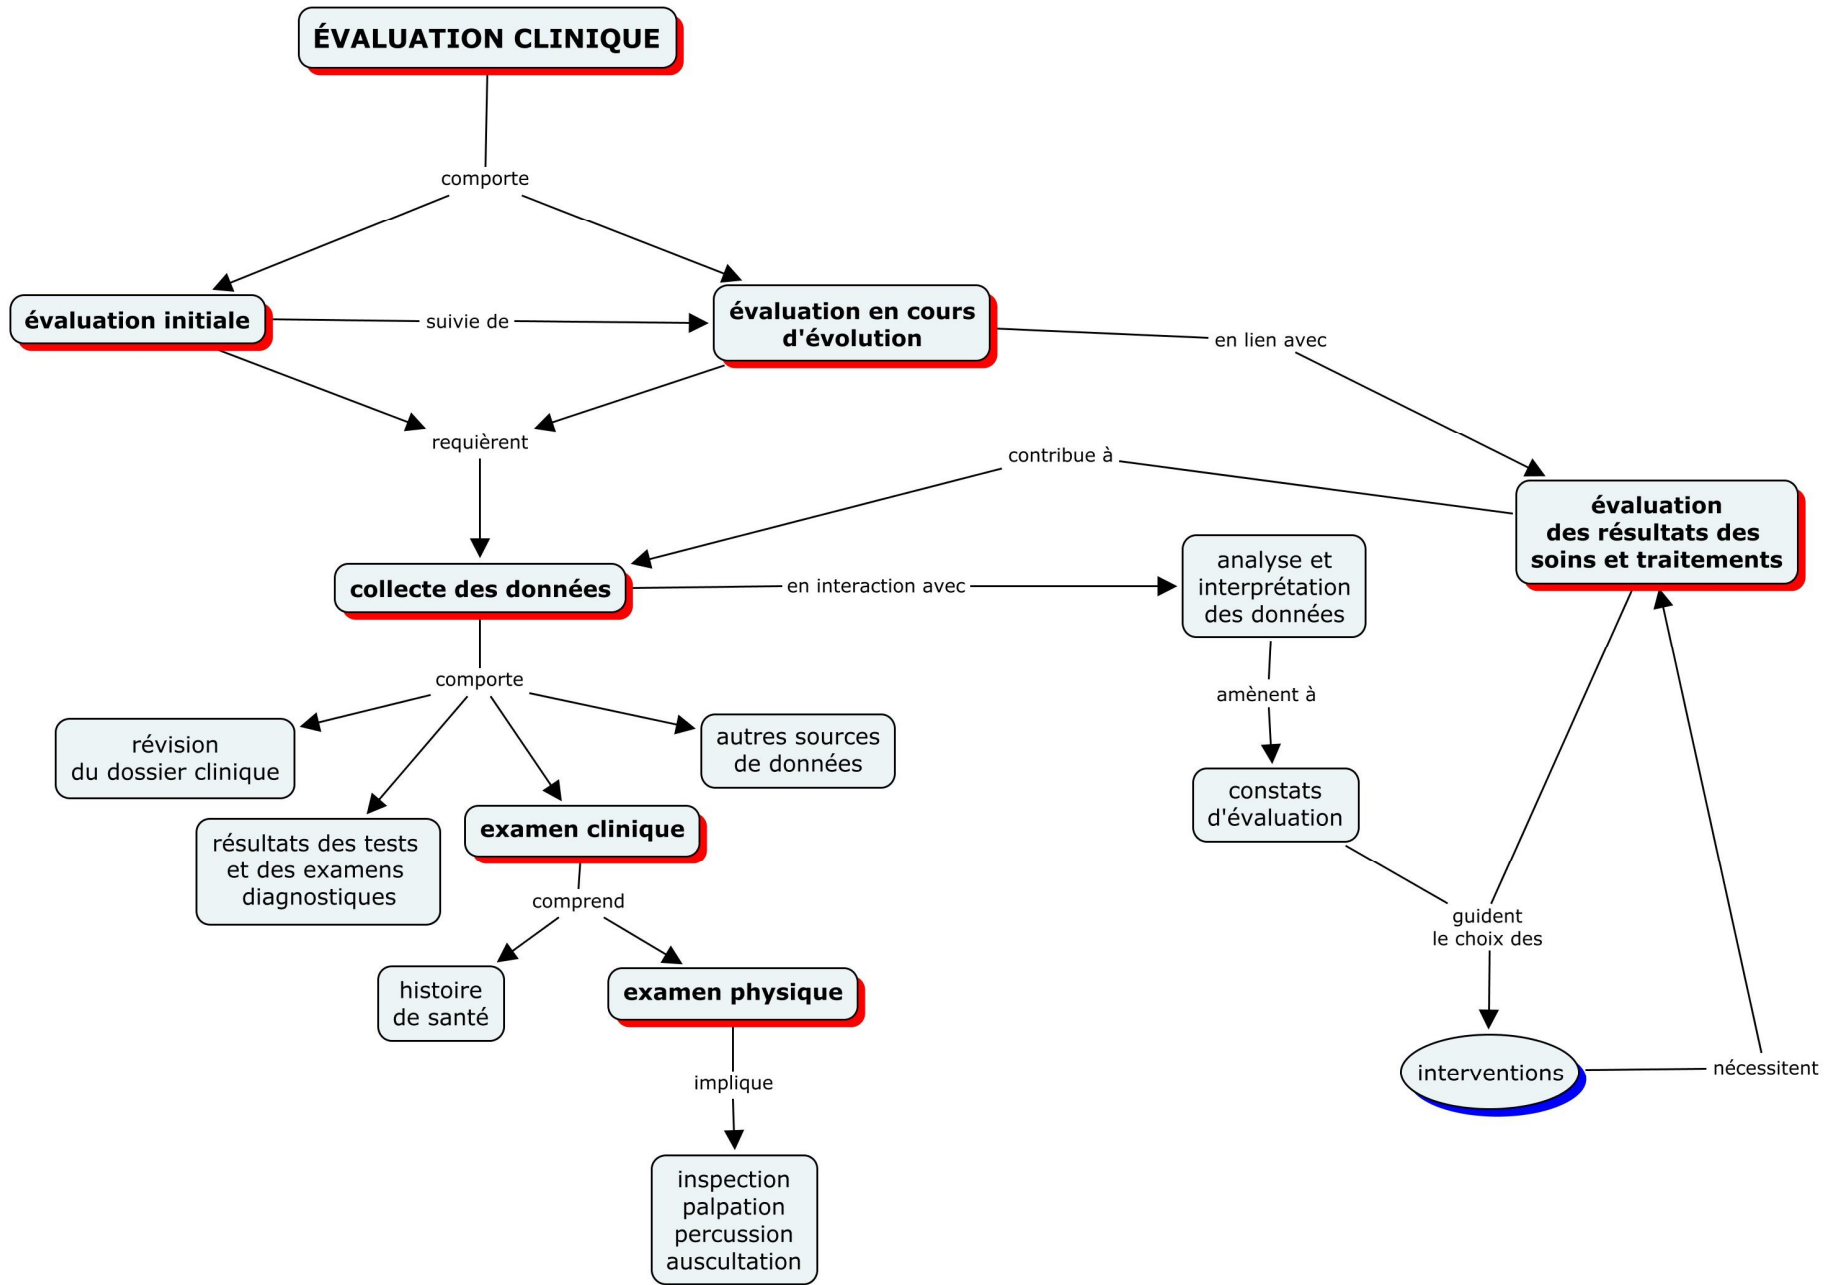 ÉVALUATION CLINIQUE
comporte
évaluation initiale
suivie de
évaluation en cours
d'évolution
en lien avec
requièrent
contribue à
évaluation
des résultats des
soins et traitements
collecte des données
en interaction avec
analyse et
interprétation
des données
amènent à
comporte
révision
du dossier clinique
autres sources
de données
constats
d'évaluation
résultats des tests
et des examens
diagnostiques
examen clinique
comprend
guident
le choix des
histoire
de santé
examen physique
interventions
nécessitent
implique
inspection
palpation
percussion
auscultation